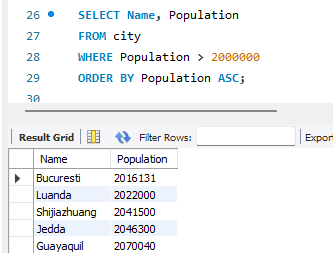 26 SELECT Name, Population
27 FROM city
28 WHERE Population > 2000000
29 ORDER BY Population ASC;
30
Result Grid Filter Rows: Export
Name Population
Bucuresti 2016131
Luanda 2022000
Shijiazhuang 2041500
Jedda 2046300
Guayaquil 2070040